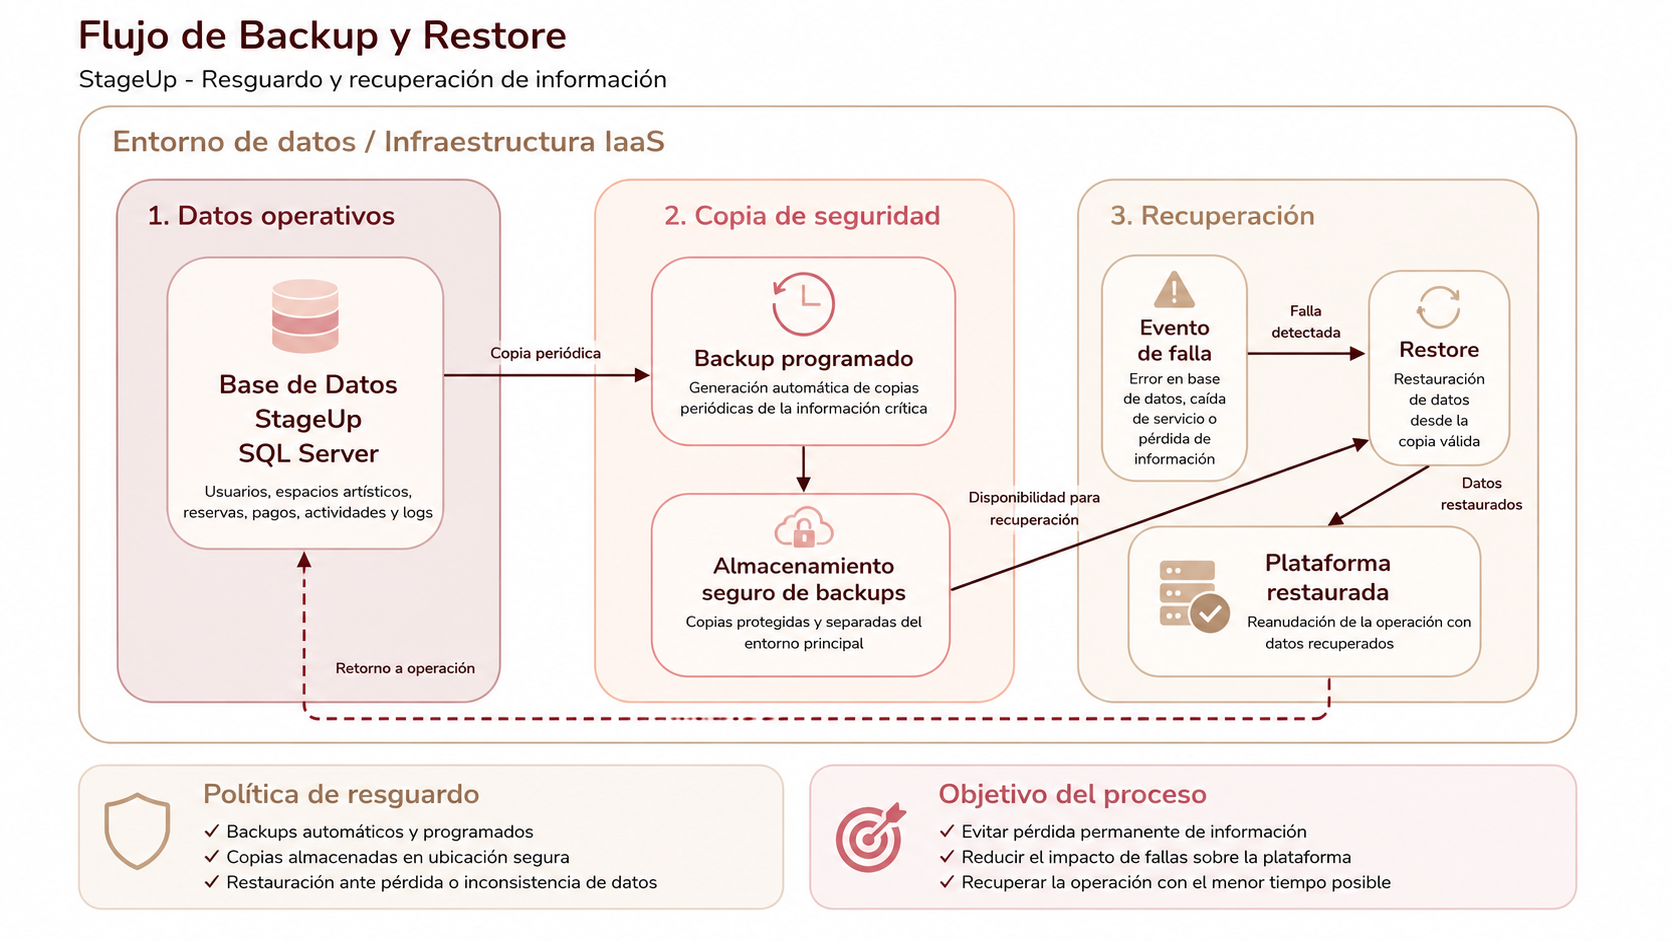 Flujo de Backup y Restore
StageUp - Resguardo y recuperación de información
Entorno de datos / Infraestructura IaaS
1. Datos operativos
Base de Datos
StageUp
SQL Server
Usuarios, espacios artísticos,
reservas, pagos, actividades y logs
Retorno a operación
Copia periódica
2. Copia de seguridad
Backup programado
Generación automática de copias
periódicas de la información crítica
Almacenamiento
seguro de backups
Copias protegidas y separadas del
entorno principal
Disponibilidad para
recuperación
3. Recuperación
Evento
de falla
Error en base
de datos, caída
de servicio o
pérdida de
información
Falla
detectada
Restore
Restauración
de datos
desde la
copia válida
Datos
restaurados
Plataforma
restaurada
Reanudación de la operación con
datos recuperados
Política de resguardo
✓ Backups automáticos y programados
✓ Copias almacenadas en ubicación segura
✓ Restauración ante pérdida o inconsistencia de datos
Objetivo del proceso
✓ Evitar pérdida permanente de información
✓ Reducir el impacto de fallas sobre la plataforma
✓ Recuperar la operación con el menor tiempo posible